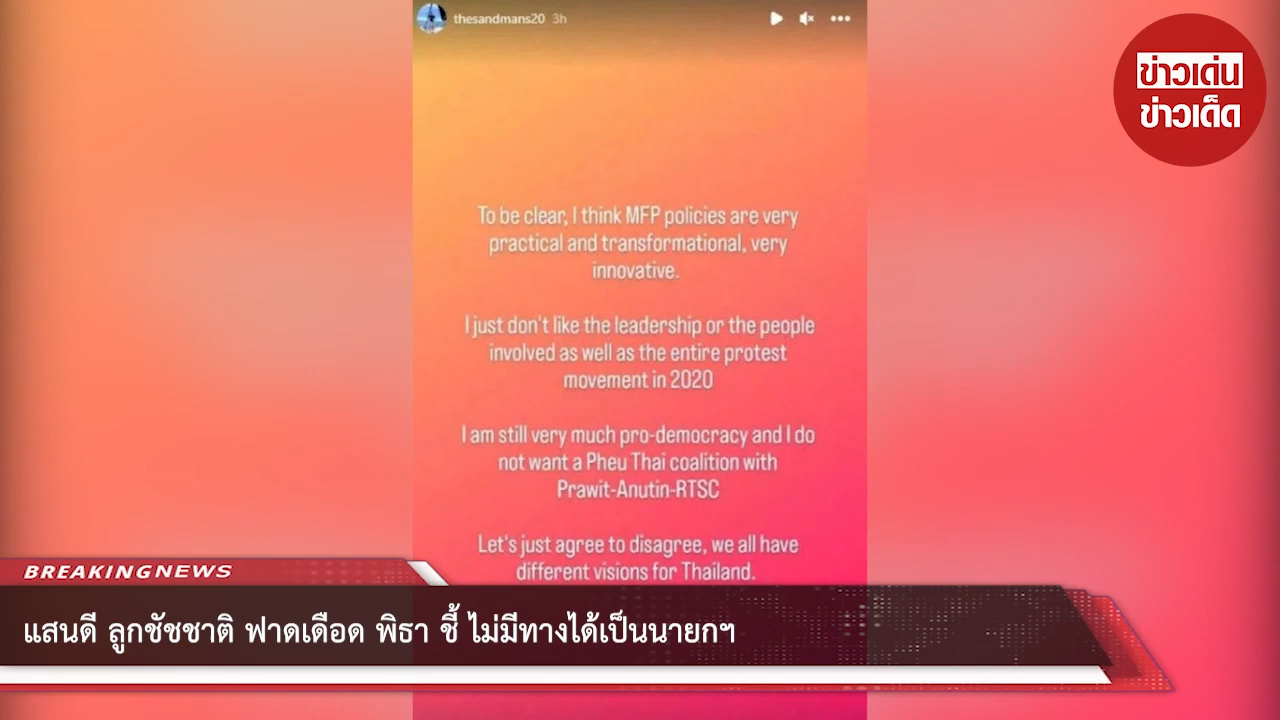 thesandmans20 3h
ข่าวเด่น
ข่าวเด็ด
To be clear, I think MFP policies are very
practical and transformational, very
innovative.
I just don't like the leadership or the people
involved as well as the entire protest
movement in 2020
I am still very much pro-democracy and I do
not want a Pheu Thai coalition with
Prawit-Anutin-RTSC
Let's just agree to disagree, we all have
different visions for Thailand.
BREAKINGNEWS
แสนดี ลูกชัชชาติ ฟาดเดือด พิธา ชี้ ไม่มีทางได้เป็นนายกฯ